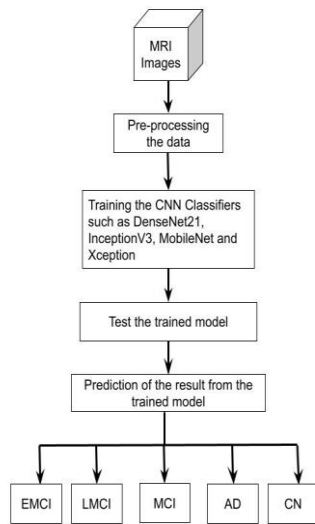 MRI
Images
Pre-processing
the data
Training the CNN Classifiers
such as DenseNet21,
InceptionV3, MobileNet and
Xception
Test the trained model
Prediction of the result from the
trained model
EMCI LMCI MCI AD CN